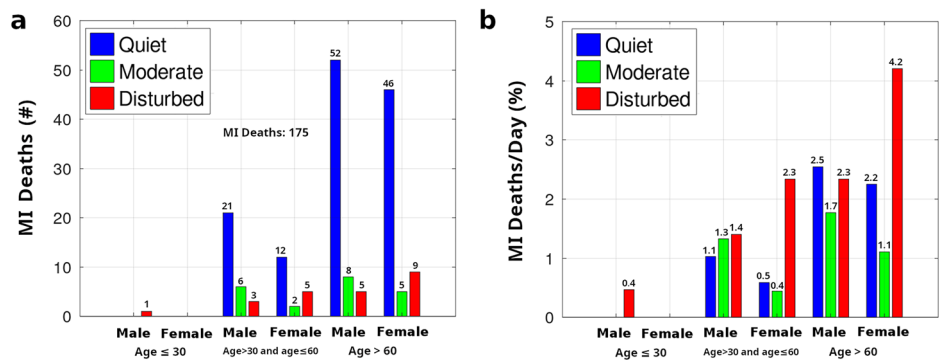 a
MI Deaths (#)
60
50
40
30
20
10
0
Quiet
Moderate
Disturbed
MI Deaths: 175
1
21
6
3
12
2
5
52
8
5
46
5
9
Male Female Male Female Male Female
Age ≤ 30 Age>30 and age≤60 Age > 60
b
MI Deaths/Day (%)
5
4
3
2
1
0
Quiet
Moderate
Disturbed
0.4
1.1
1.3
1.4
0.5
0.4
2.3
2.5
1.7
2.3
2.2
1.1
4.2
Male Female Male Female Male Female
Age ≤ 30 Age>30 and age≤60 Age > 60